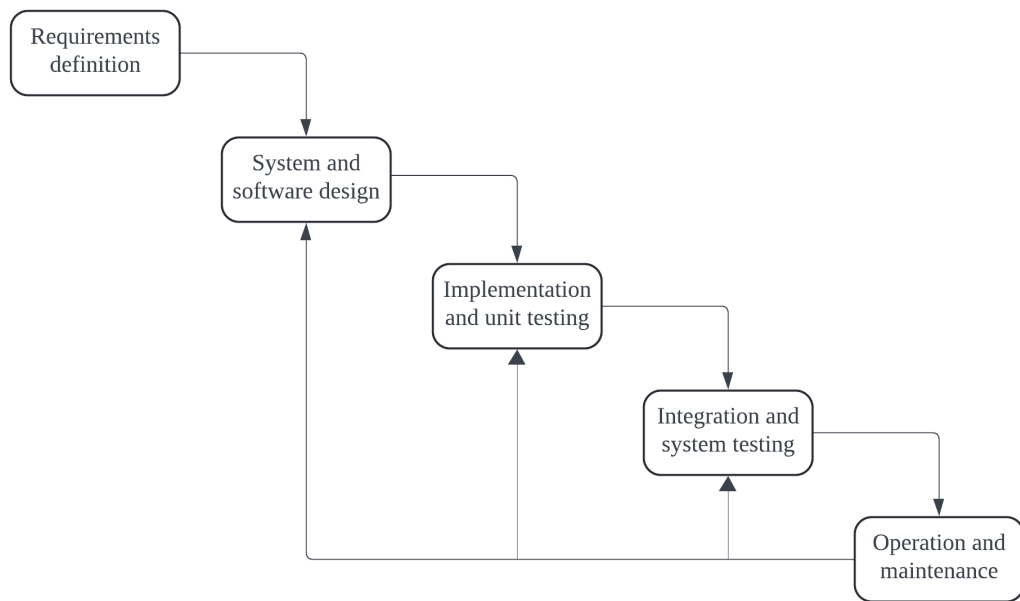 Requirements
definition
System and
software design
Implementation
and unit testing
Integration and
system testing
Operation and
maintenance